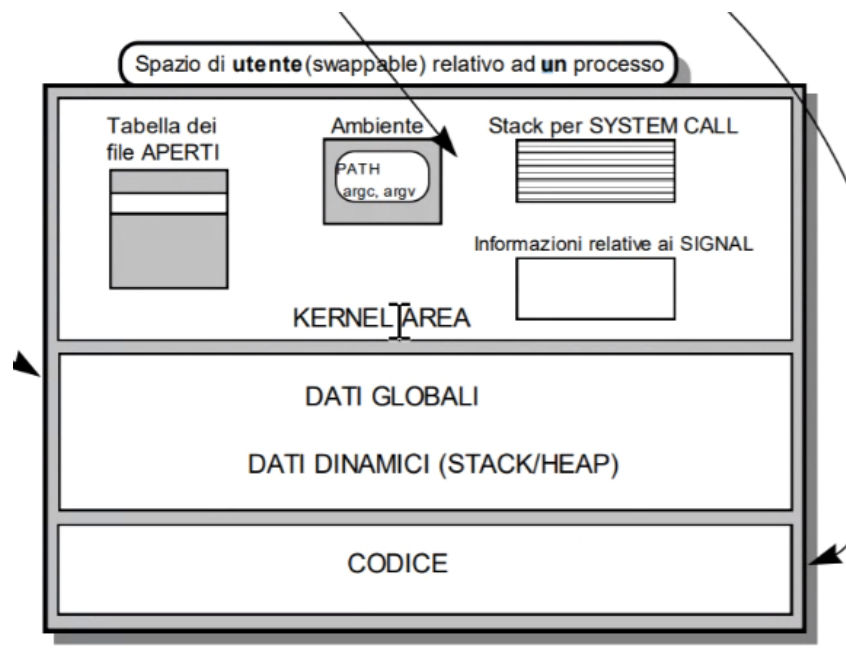 Spazio di utente(swappable) relativo ad un processo
Tabella dei
file APERTI
Ambiente
PATH
argc, argv
Stack per SYSTEM CALL
Informazioni relative ai SIGNAL
KERNEL AREA
DATI GLOBALI
DATI DINAMICI (STACK/HEAP)
CODICE